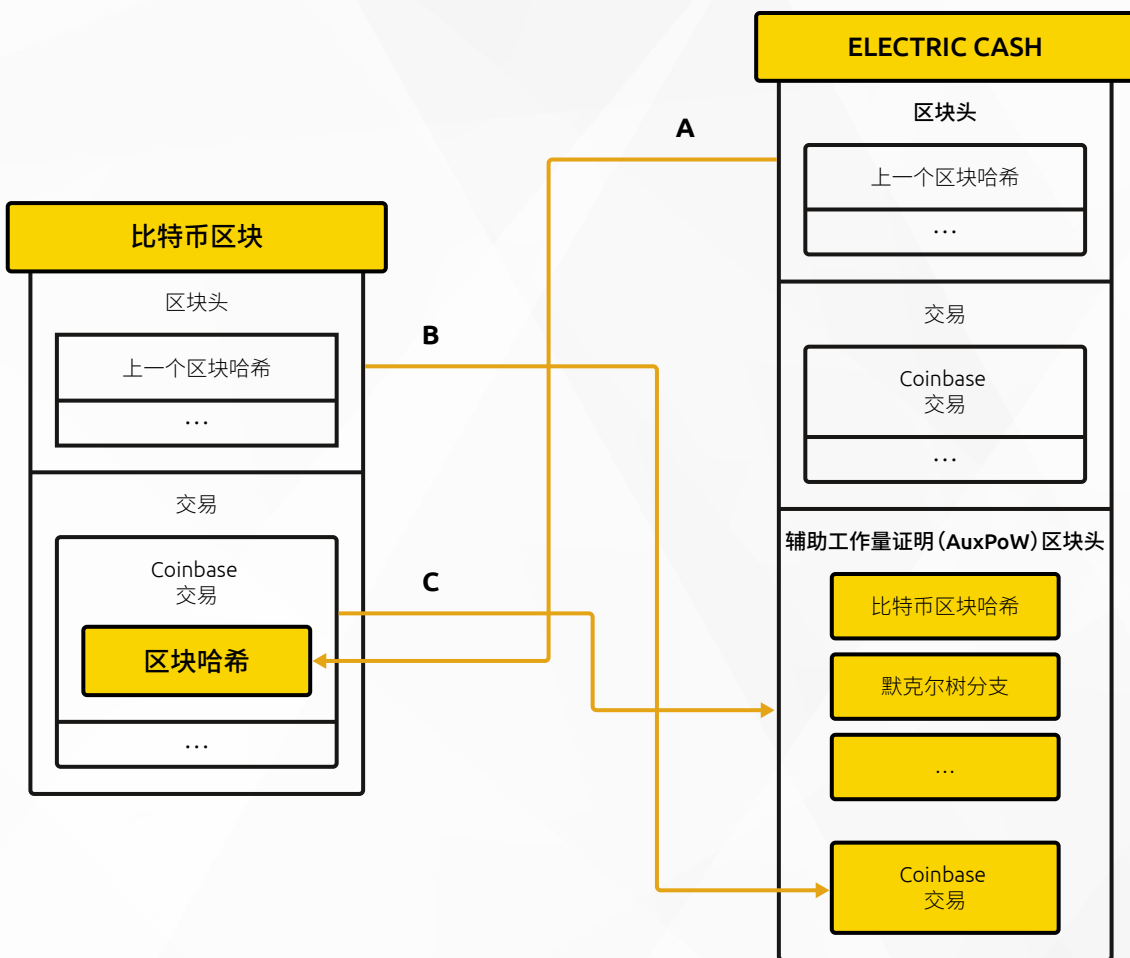 比特币区块
区块头
上一个区块哈希
...
交易
Coinbase
交易
区块哈希
...
A
B
C
ELECTRIC CASH
区块头
上一个区块哈希
...
交易
Coinbase
交易
...
辅助工作量证明（AuxPoW）区块头
比特币区块哈希
默克尔树分支
...
Coinbase
交易